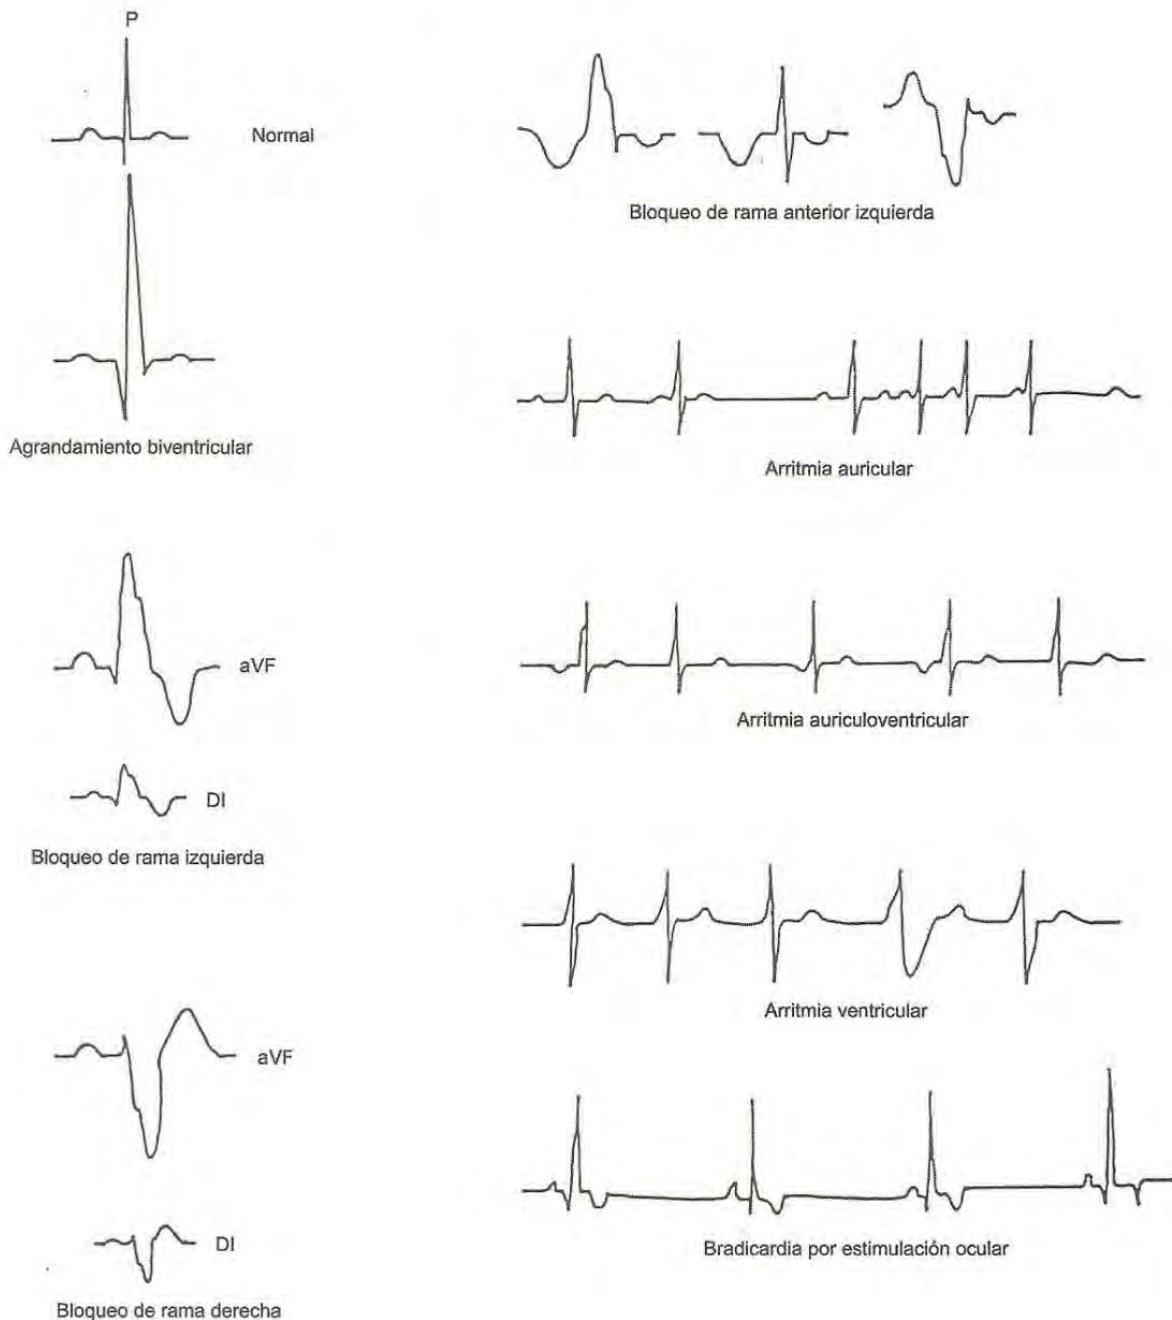 P
Normal
Agrandamiento biventricular
aVF
DI
Bloqueo de rama izquierda
aVF
DI
Bloqueo de rama derecha
Bloqueo de rama anterior izquierda
Arritmia auricular
Arritmia auriculoventricular
Arritmia ventricular
Bradicardia por estimulación ocular